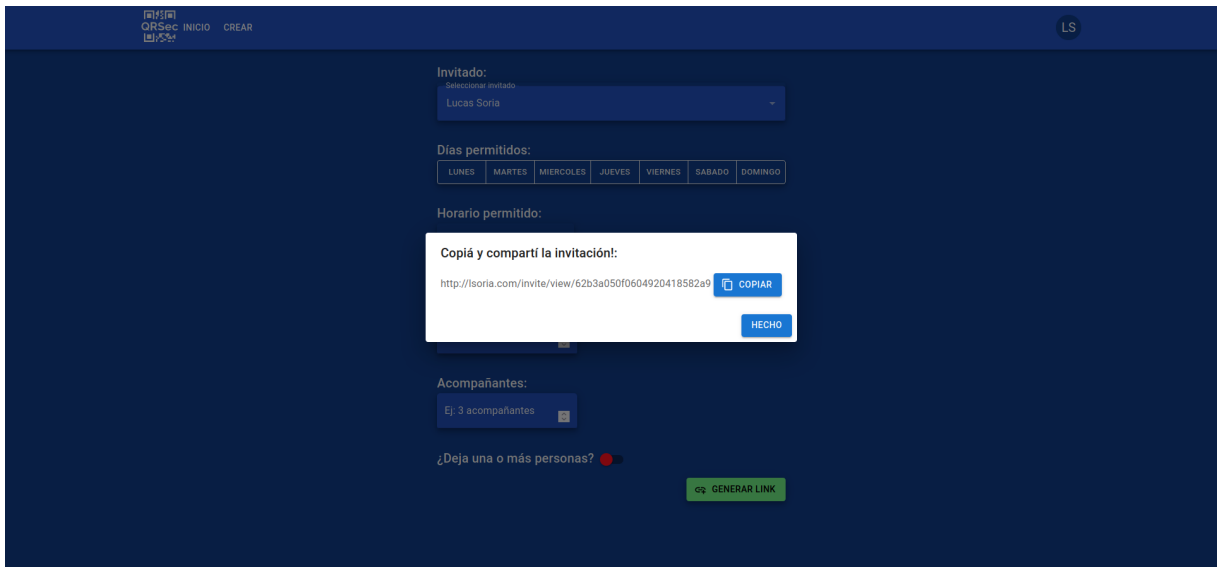 QRSec INICIO CREAR LS
Invitado:
Seleccionar invitado
Lucas Soria
Días permitidos:
LUNES MARTES MIERCOLES JUEVES VIERNES SABADO DOMINGO
Horario permitido:
Copiá y compartí la invitación!:
http://lsoria.com/invite/view/62b3a050f0604920418582a9 COPIAR
HECHO
Acompañantes:
Ej: 3 acompañantes
¿Deja una o más personas?
GENERAR LINK